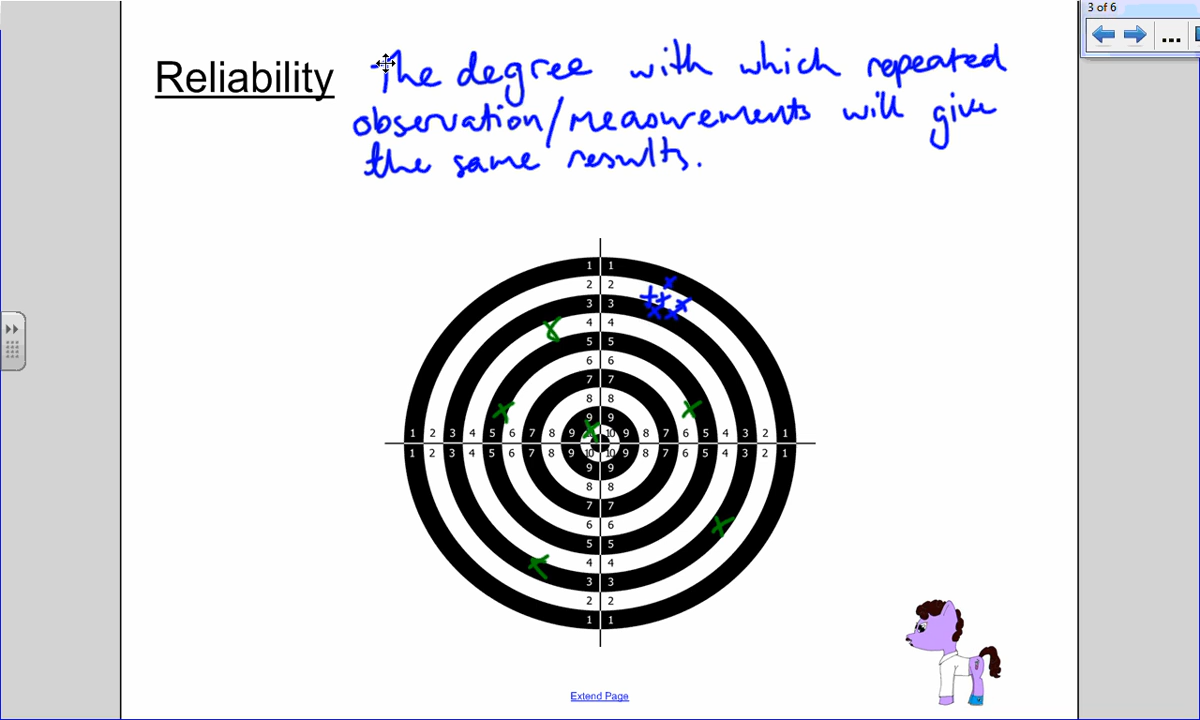 3 of 6
...
Reliability The degree with which repeated
observation/measurements will give
the same results.
1 1
2 2
3 3
4 4
5 5
6 6
7 7
8 8
9 9
1 2 3 4 5 6 7 8 9 10 9 8 7 6 5 4 3 2 1
1 2 3 4 5 6 7 8 9 10 10 9 8 7 6 5 4 3 2 1
9 9
8 8
7 7
6 6
5 5
4 4
3 3
2 2
1 1
Extend Page